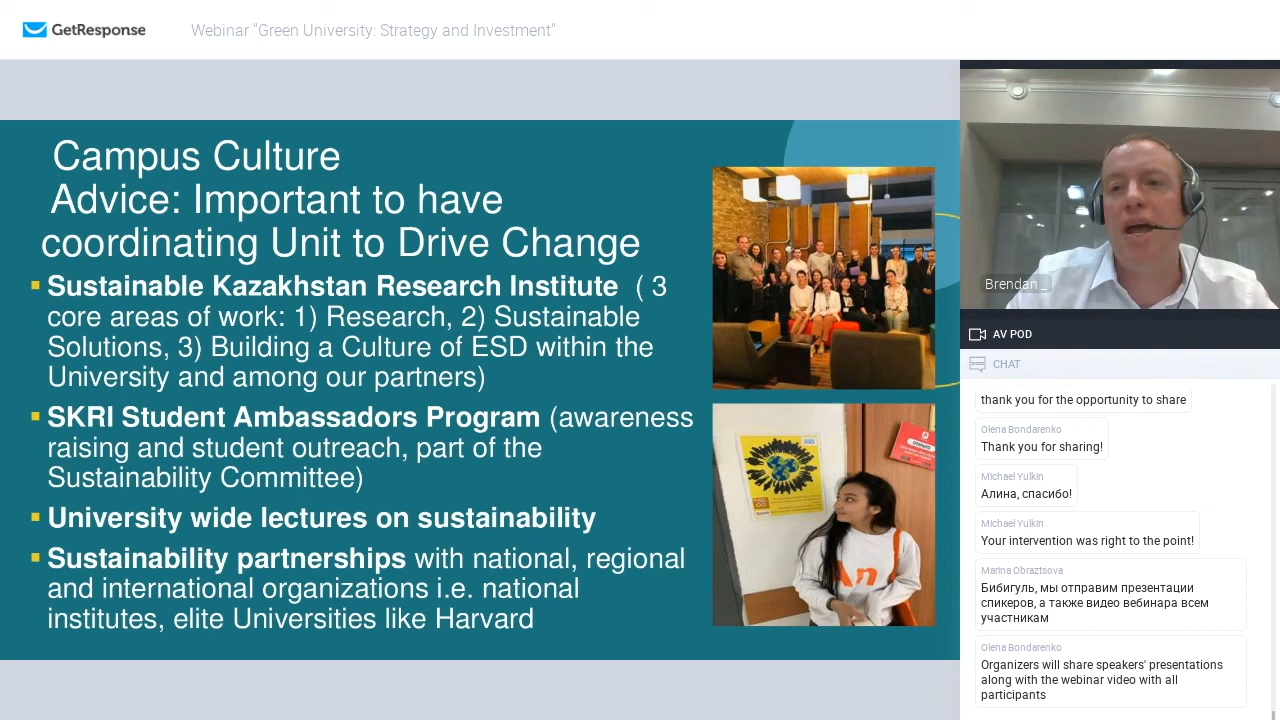 GetResponse
Webinar "Green University: Strategy and Investment"
Campus Culture
Advice: Important to have
coordinating Unit to Drive Change
Sustainable Kazakhstan Research Institute ( 3
core areas of work: 1) Research, 2) Sustainable
Solutions, 3) Building a Culture of ESD within the
University and among our partners)
SKRI Student Ambassadors Program (awareness
raising and student outreach, part of the
Sustainability Committee)
University wide lectures on sustainability
Sustainability partnerships with national, regional
and international organizations i.e. national
institutes, elite Universities like Harvard
Brendan _
AV POD
CHAT
thank you for the opportunity to share
Olena Bondarenko
Thank you for sharing!
Michael Yulkin
Алина, спасибо!
Michael Yulkin
Your intervention was right to the point!
Marina Obraztsova
Бибигуль, мы отправим презентации
спикеров, а также видео вебинара всем
участникам
Olena Bondarenko
Organizers will share speakers' presentations
along with the webinar video with all
participants